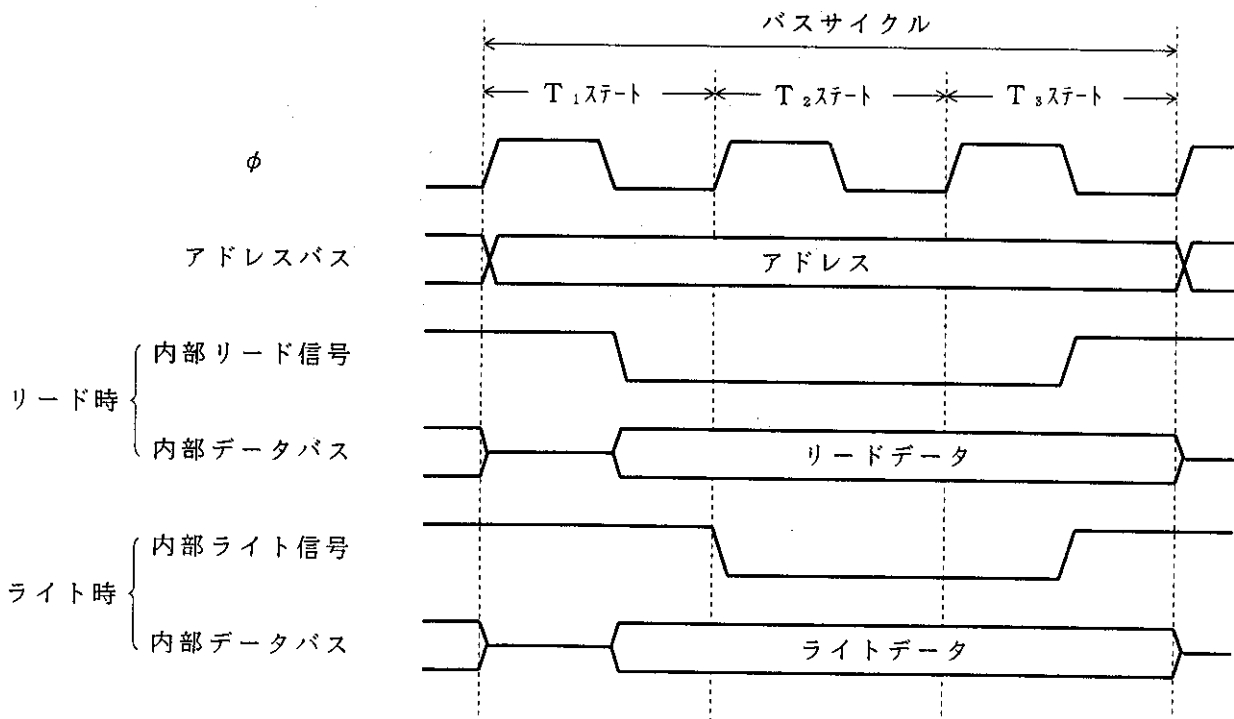 バスサイクル
T₁ステート
T₂ステート
T₃ステート
φ
アドレスバス
アドレス
リード時
内部リード信号
内部データバス
リードデータ
ライト時
内部ライト信号
内部データバス
ライトデータ